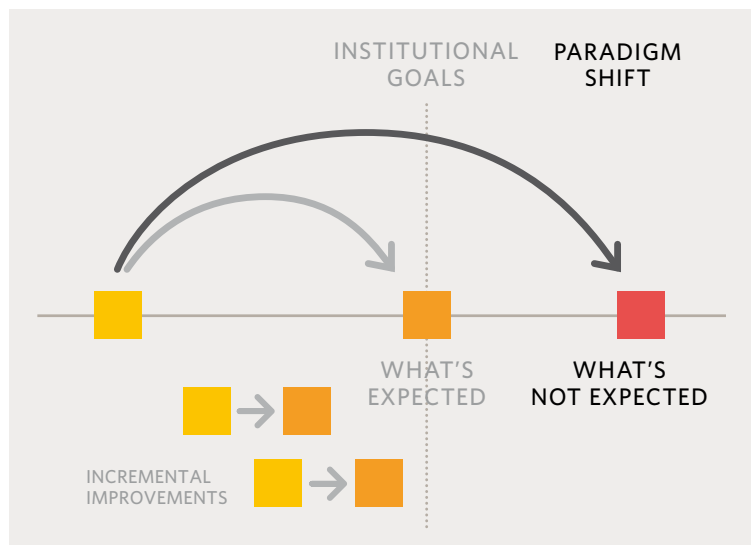 INSTITUTIONAL
GOALS
PARADIGM
SHIFT
WHAT'S
EXPECTED
WHAT'S
NOT EXPECTED
INCREMENTAL
IMPROVEMENTS